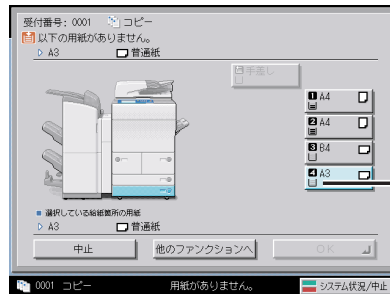 受付番号: 0001 コピー
以下の用紙がありません。
A3 普通紙
手差し
1 A4
2 A4
3 B4
4 A3
選択している給紙箇所の用紙
A3 普通紙
中止
他のファンクションへ
OK
0001 コピー 用紙がありません。 システム状況/中止